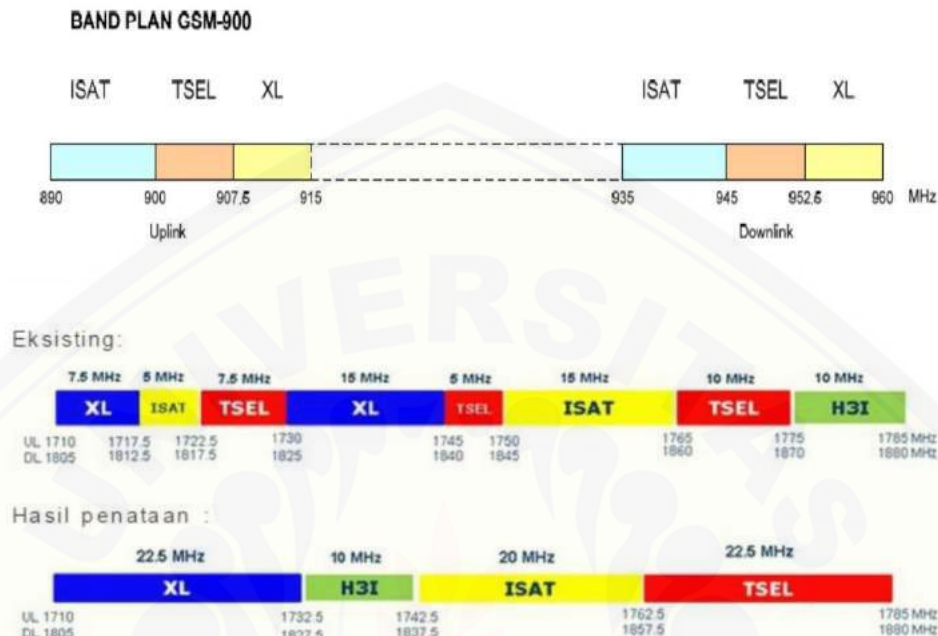 BAND PLAN GSM-900
ISAT TSEL XL ISAT TSEL XL
890 900 907,5 915 935 945 952,5 960 MHz
Uplink Downlink
UNIVERSITAS
Eksisting:
7.5 MHz 5 MHz 7.5 MHz 15 MHz 5 MHz 15 MHz 10 MHz 10 MHz
XL ISAT TSEL XL TSEL ISAT TSEL H3I
UL 1710 1717.5 1722.5 1730 1745 1750 1765 1775 1785 MHz
DL 1805 1812.5 1817.5 1825 1840 1845 1860 1870 1880 MHz
Hasil penataan :
22.5 MHz 10 MHz 20 MHz 22.5 MHz
XL H3I ISAT TSEL
UL 1710 1732.5 1742.5 1762.5 1785 MHz
DL 1805 1827.5 1837.5 1857.5 1880 MHz